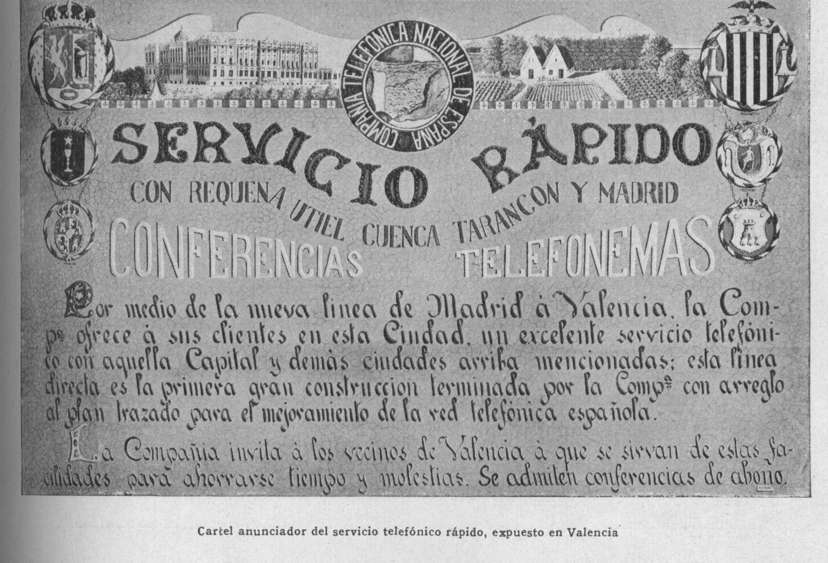 COMPAÑIA TELEFÓNICA NACIONAL DE ESPAÑA
SERVICIO RÁPIDO
CON REQUENA UTIEL CUENCA TARANCON Y MADRID
CONFERENCIAS TELEFONEMAS
Por medio de la nueva linea de Madrid á Valencia, la Com-
pª ofrece á sus clientes en esta Ciudad, un excelente servicio telefóni-
co con aquella Capital y demás ciudades arriba mencionadas; esta linea
directa es la primera gran construccion terminada por la Compª con arreglo
al plan trazado para el mejoramiento de la red telefónica española.
La Compañia invita á los vecinos de Valencia á que se sirvan de estas fa-
cilidades para ahorrarse tiempo y molestias. Se admiten conferencias de abono.
Cartel anunciador del servicio telefónico rápido, expuesto en Valencia